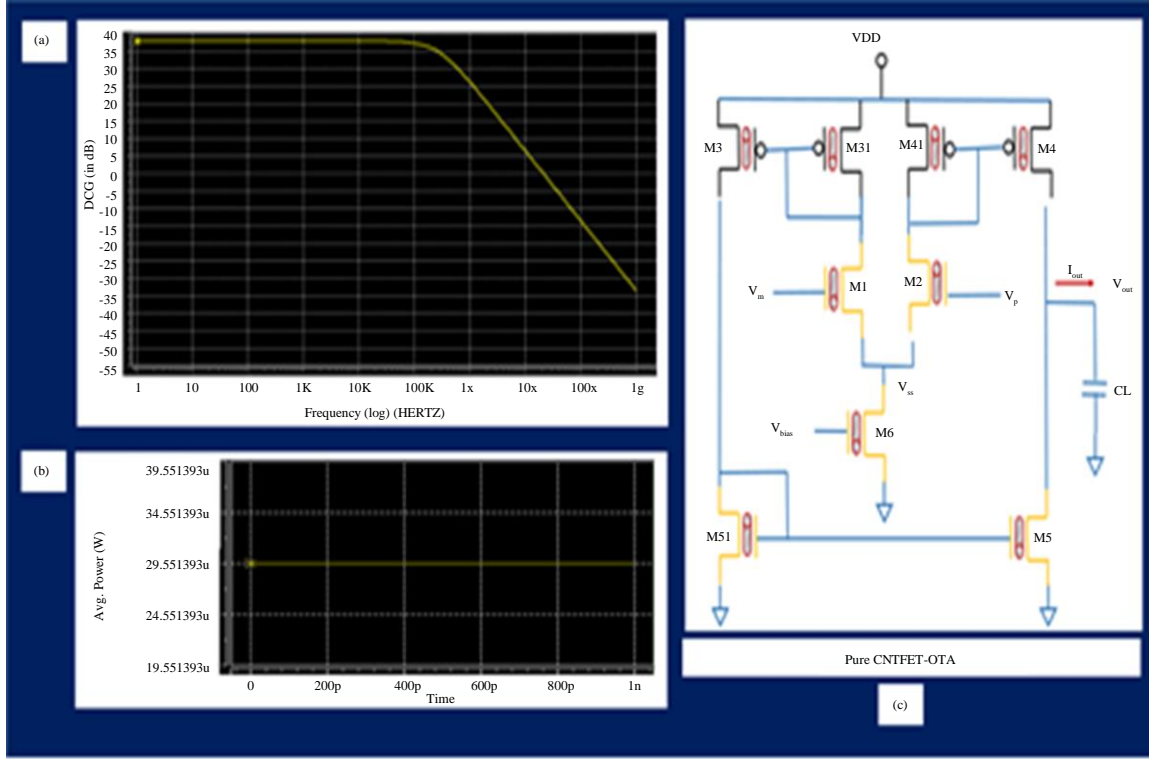 (a)
DCG (in dB)
40
35
30
25
20
15
10
5
0
-5
-10
-15
-20
-25
-30
-35
-40
-45
-50
-55
1 10 100 1K 10K 100K 1x 10x 100x 1g
Frequency (log) (HERTZ)
(b)
Avg. Power (W)
39.551393u
34.551393u
29.551393u
24.551393u
19.551393u
0 200p 400p 600p 800p 1n
Time
VDD
M3 M31 M41 M4
M1 M2
Vm Vp
Iout Vout
Vss
CL
Vbias M6
M51 M5
Pure CNTFET-OTA
(c)